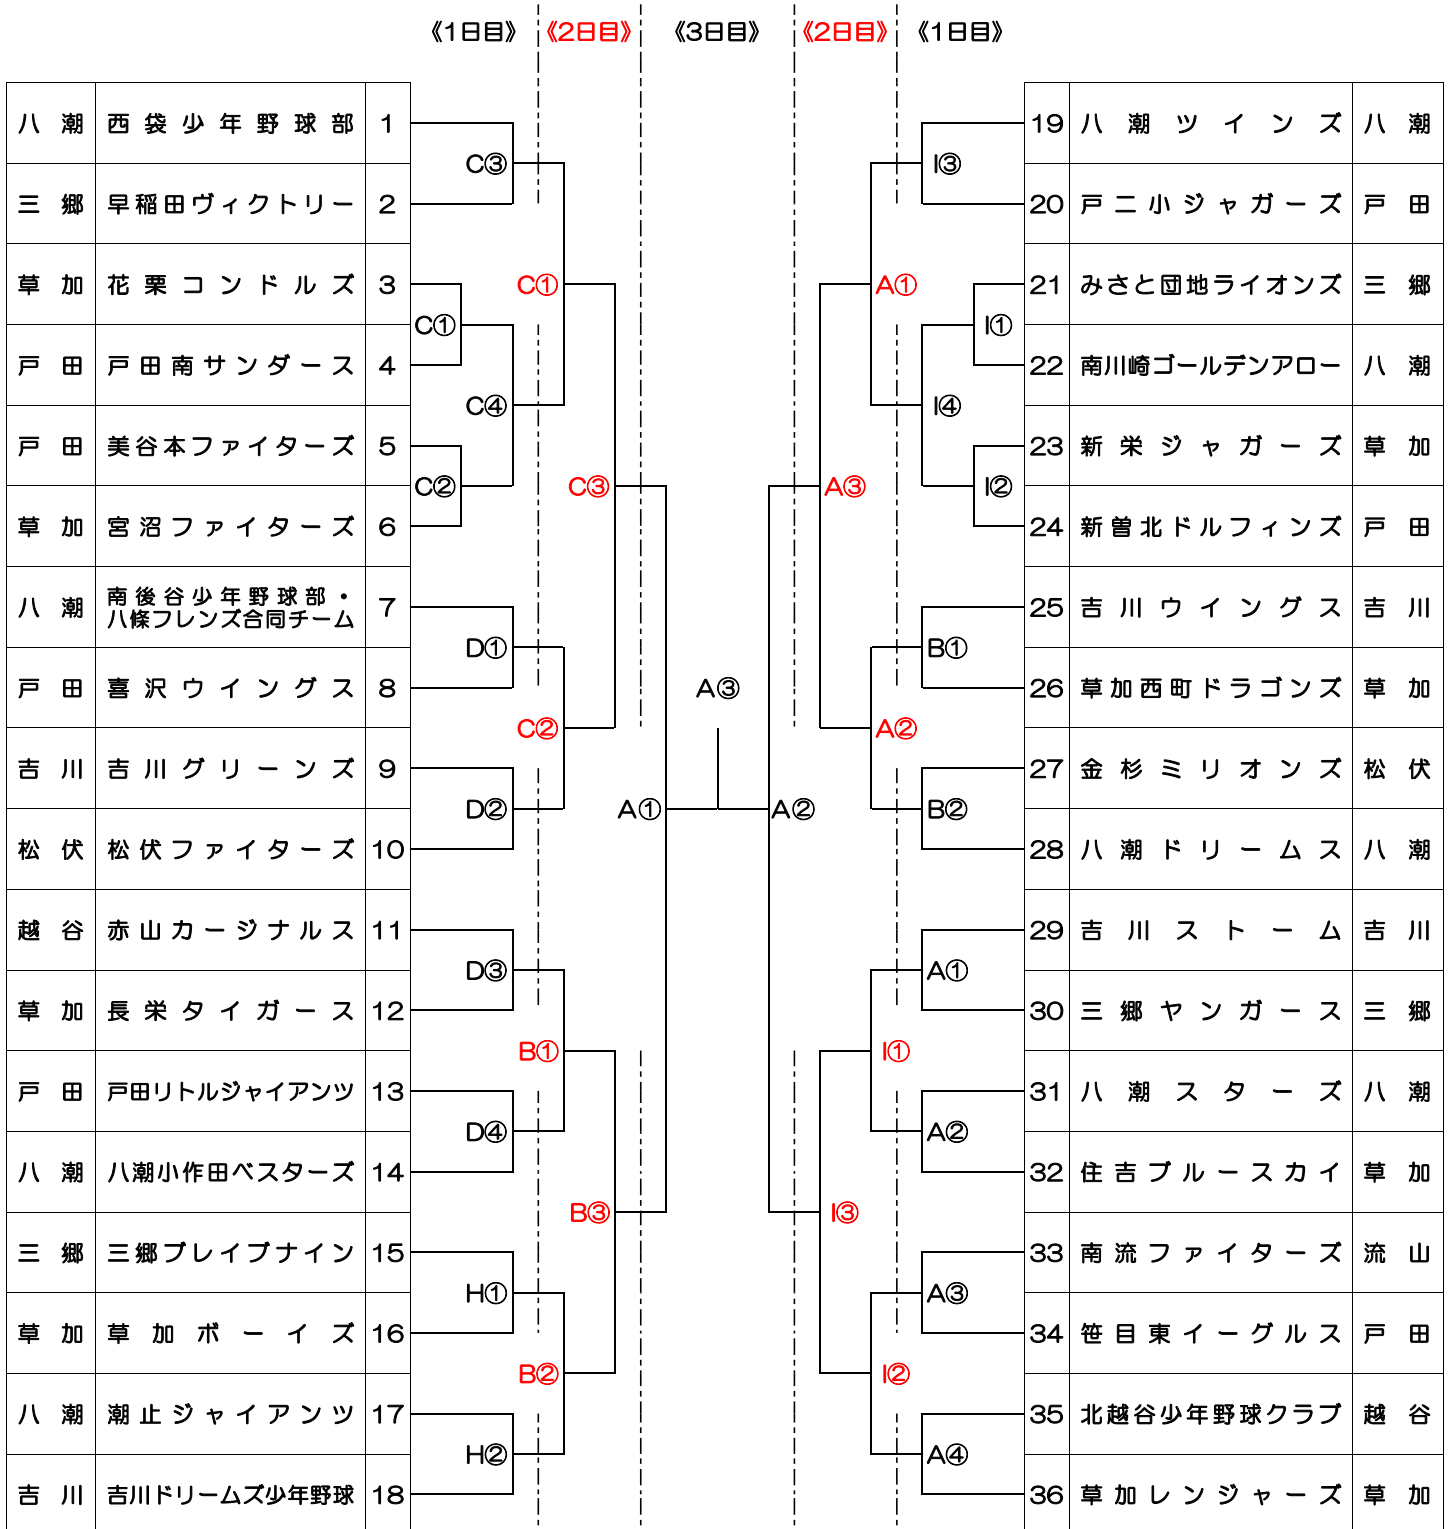 《1日目》 《2日目》 《3日目》 《2日目》 《1日目》
八潮 西袋少年野球部 1
三郷 早稲田ヴィクトリー 2
草加 花栗コンドルズ 3
戸田 戸田南サンダース 4
戸田 美谷本ファイターズ 5
草加 宮沼ファイターズ 6
八潮 南後谷少年野球部・
八條フレンズ合同チーム 7
戸田 喜沢ウイングス 8
吉川 吉川グリーンズ 9
松伏 松伏ファイターズ 10
越谷 赤山カージナルス 11
草加 長栄タイガース 12
戸田 戸田リトルジャイアンツ 13
八潮 八潮小作田ベスターズ 14
三郷 三郷ブレイブナイン 15
草加 草加ボーイズ 16
八潮 潮止ジャイアンツ 17
吉川 吉川ドリームズ少年野球 18
C③
C①
C④
C②
D①
D②
D③
D④
H①
H②
C①
C③
C②
B①
B③
B②
A①
A③
A②
A①
A③
A②
I①
I③
I②
I③
I①
I④
I②
B①
B②
A①
A②
A③
A④
19 八潮ツインズ 八潮
20 戸二小ジャガーズ 戸田
21 みさと団地ライオンズ 三郷
22 南川崎ゴールデンアロー 八潮
23 新栄ジャガーズ 草加
24 新曽北ドルフィンズ 戸田
25 吉川ウイングス 吉川
26 草加西町ドラゴンズ 草加
27 金杉ミリオンズ 松伏
28 八潮ドリームス 八潮
29 吉川ストーム 吉川
30 三郷ヤンガース 三郷
31 八潮スターズ 八潮
32 住吉ブルースカイ 草加
33 南流ファイターズ 流山
34 笹目東イーグルス 戸田
35 北越谷少年野球クラブ 越谷
36 草加レンジャーズ 草加